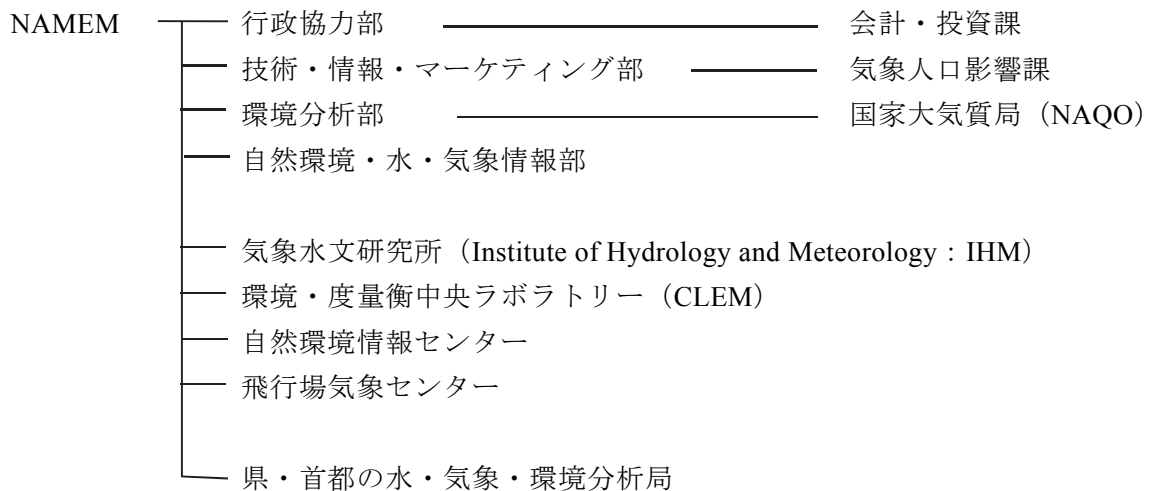 NAMEM 行政協力部 会計・投資課
技術・情報・マーケティング部 気象人口影響課
環境分析部 国家大気質局（NAQO）
自然環境・水・気象情報部
気象水文研究所（Institute of Hydrology and Meteorology：IHM）
環境・度量衡中央ラボラトリー（CLEM）
自然環境情報センター
飛行場気象センター
県・首都の水・気象・環境分析局